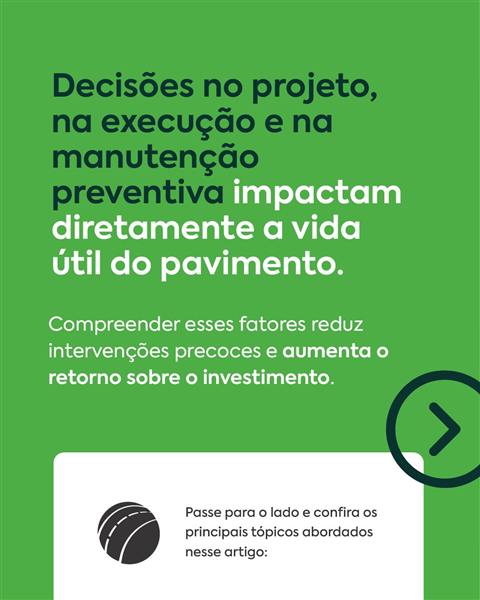 Decisões no projeto,
na execução e na
manutenção
preventiva impactam
diretamente a vida
útil do pavimento.
Compreender esses fatores reduz
intervenções precoces e aumenta o
retorno sobre o investimento.
Passe para o lado e confira os
principais tópicos abordados
nesse artigo: